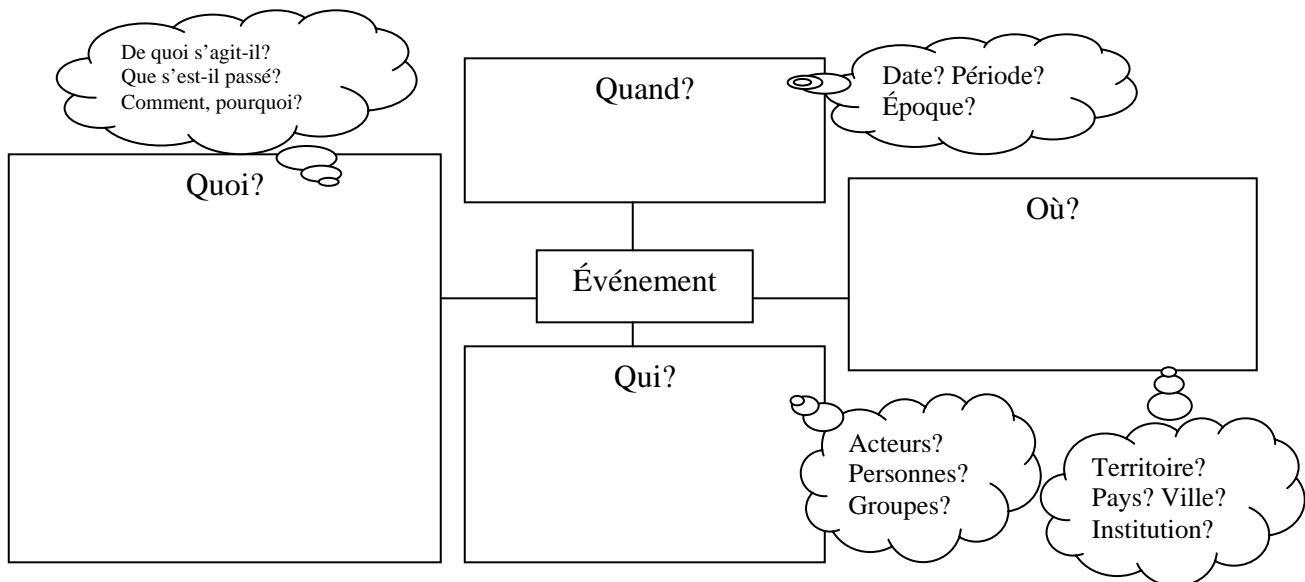 De quoi s’agit-il?
Que s’est-il passé?
Comment, pourquoi?
Quand?
Date? Période?
Époque?
Quoi?
Où?
Événement
Qui?
Acteurs?
Personnes?
Groupes?
Territoire?
Pays? Ville?
Institution?